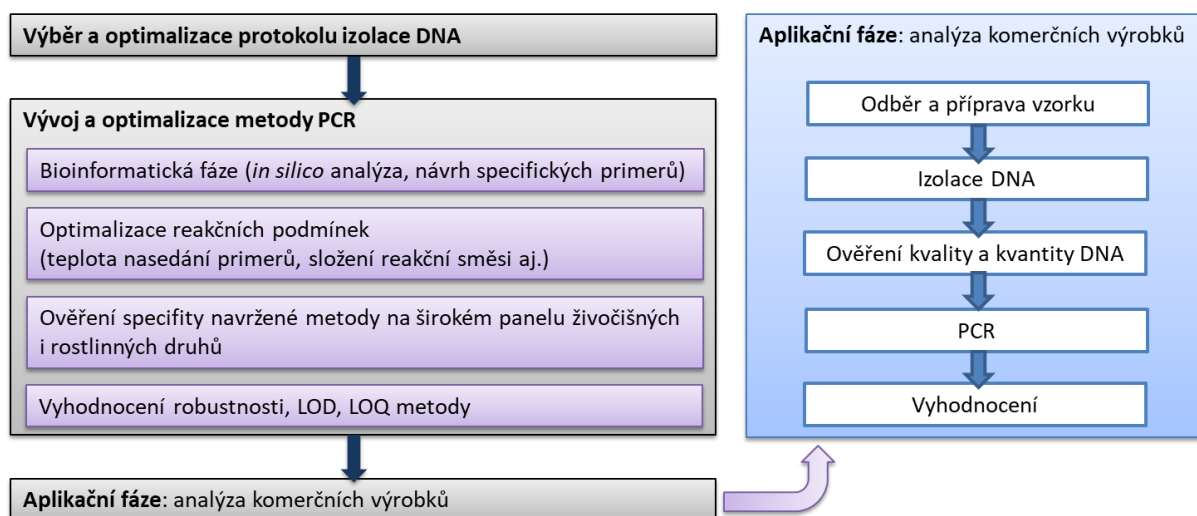 Výběr a optimalizace protokolu izolace DNA
Vývoj a optimalizace metody PCR
Bioinformatická fáze (in silico analýza, návrh specifických primerů)
Optimalizace reakčních podmínek
(teplota nasedání primerů, složení reakční směsi aj.)
Ověření specifity navržené metody na širokém panelu živočišných
i rostlinných druhů
Vyhodnocení robustnosti, LOD, LOQ metody
Aplikační fáze: analýza komerčních výrobků
Aplikační fáze: analýza komerčních výrobků
Odběr a příprava vzorku
Izolace DNA
Ověření kvality a kvantity DNA
PCR
Vyhodnocení